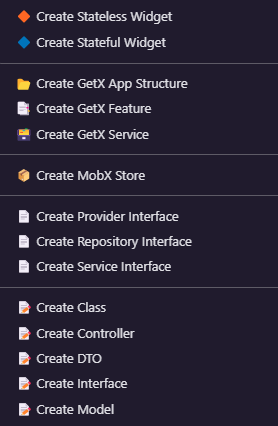 Create Stateless Widget
Create Stateful Widget
Create GetX App Structure
Create GetX Feature
Create GetX Service
Create MobX Store
Create Provider Interface
Create Repository Interface
Create Service Interface
Create Class
Create Controller
Create DTO
Create Interface
Create Model